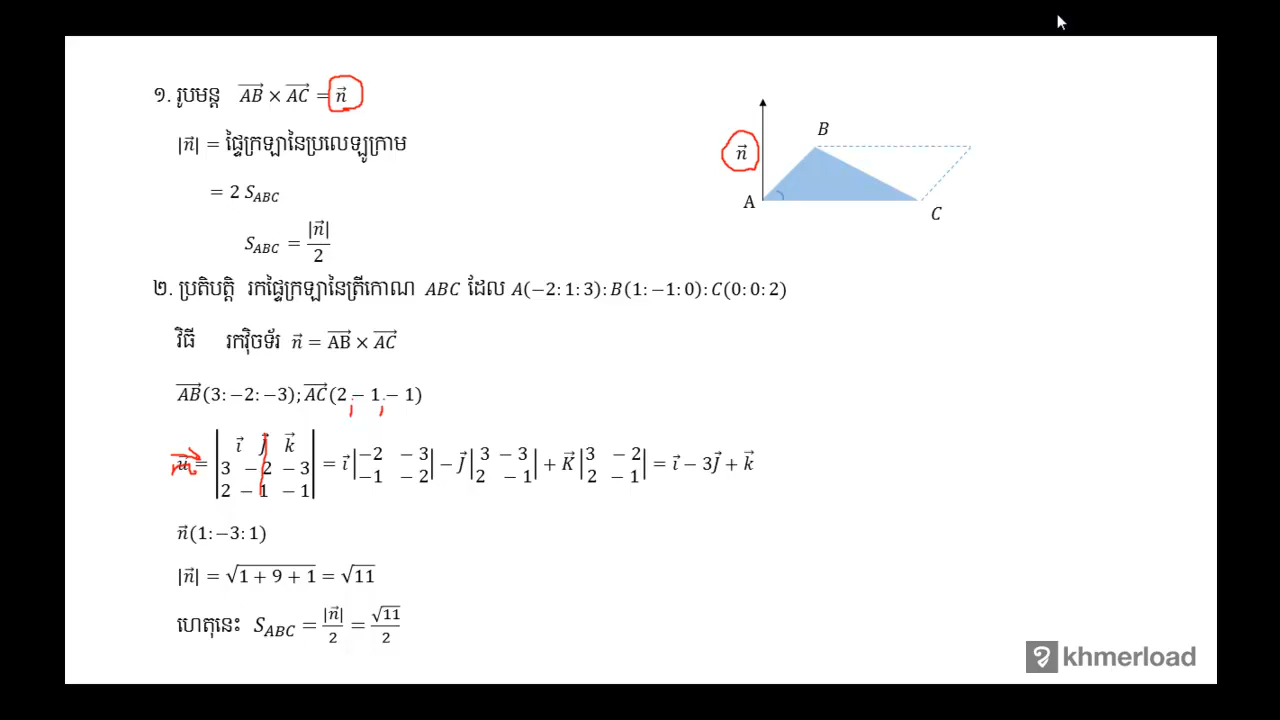 ១. រូបមន្ត $\overrightarrow{AB} \times \overrightarrow{AC} = \vec{n}$
$|\vec{n}| =$ ផ្ទៃក្រឡានៃប្រលេឡូក្រាម
$= 2\ S_{ABC}$
$S_{ABC} = \frac{|\vec{n}|}{2}$
$\vec{n}$
A
B
C
២. ប្រតិបត្តិ រកផ្ទៃក្រឡានៃត្រីកោណ $ABC$ ដែល $A(-2:1:3):B(1:-1:0):C(0:0:2)$
វិធី រកវ៉ិចទ័រ $\vec{n} = \overrightarrow{AB} \times \overrightarrow{AC}$
$\overrightarrow{AB}(3:-2:-3); \overrightarrow{AC}(2,-1,-1)$
$\vec{n} = \begin{vmatrix} \vec{i} & \vec{j} & \vec{k} \\ 3 & -2 & -3 \\ 2 & -1 & -1 \end{vmatrix} = \vec{i} \begin{vmatrix} -2 & -3 \\ -1 & -2 \end{vmatrix} - \vec{j} \begin{vmatrix} 3 & -3 \\ 2 & -1 \end{vmatrix} + \vec{K} \begin{vmatrix} 3 & -2 \\ 2 & -1 \end{vmatrix} = \vec{i} - 3\vec{j} + \vec{k}$
$\vec{n}(1:-3:1)$
$|\vec{n}| = \sqrt{1+9+1} = \sqrt{11}$
ហេតុនេះ $S_{ABC} = \frac{|\vec{n}|}{2} = \frac{\sqrt{11}}{2}$
khmerload